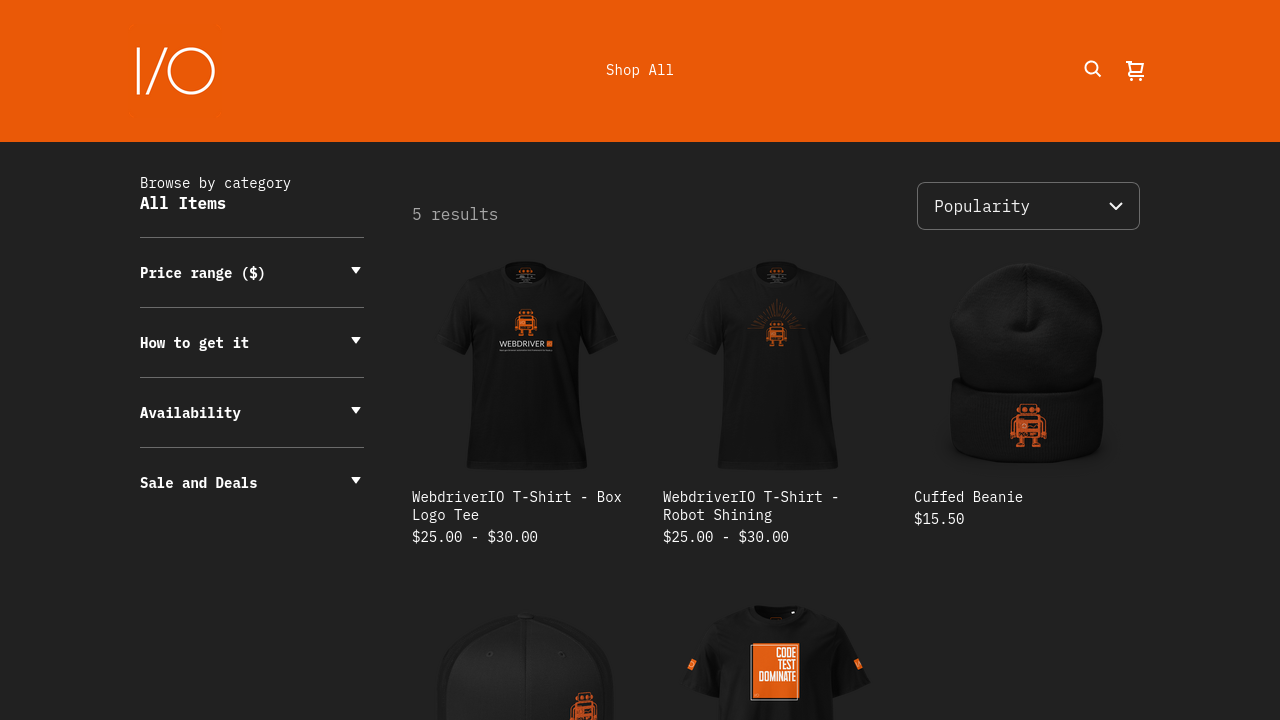 I/O
Shop All
Browse by category
All Items
Price range ($)
How to get it
Availability
Sale and Deals
5 results
Popularity
WEBDRIVER
WebdriverIO T-Shirt - Box
Logo Tee
$25.00 - $30.00
WebdriverIO T-Shirt -
Robot Shining
$25.00 - $30.00
Cuffed Beanie
$15.50
CODE
TEST
DOMINATE